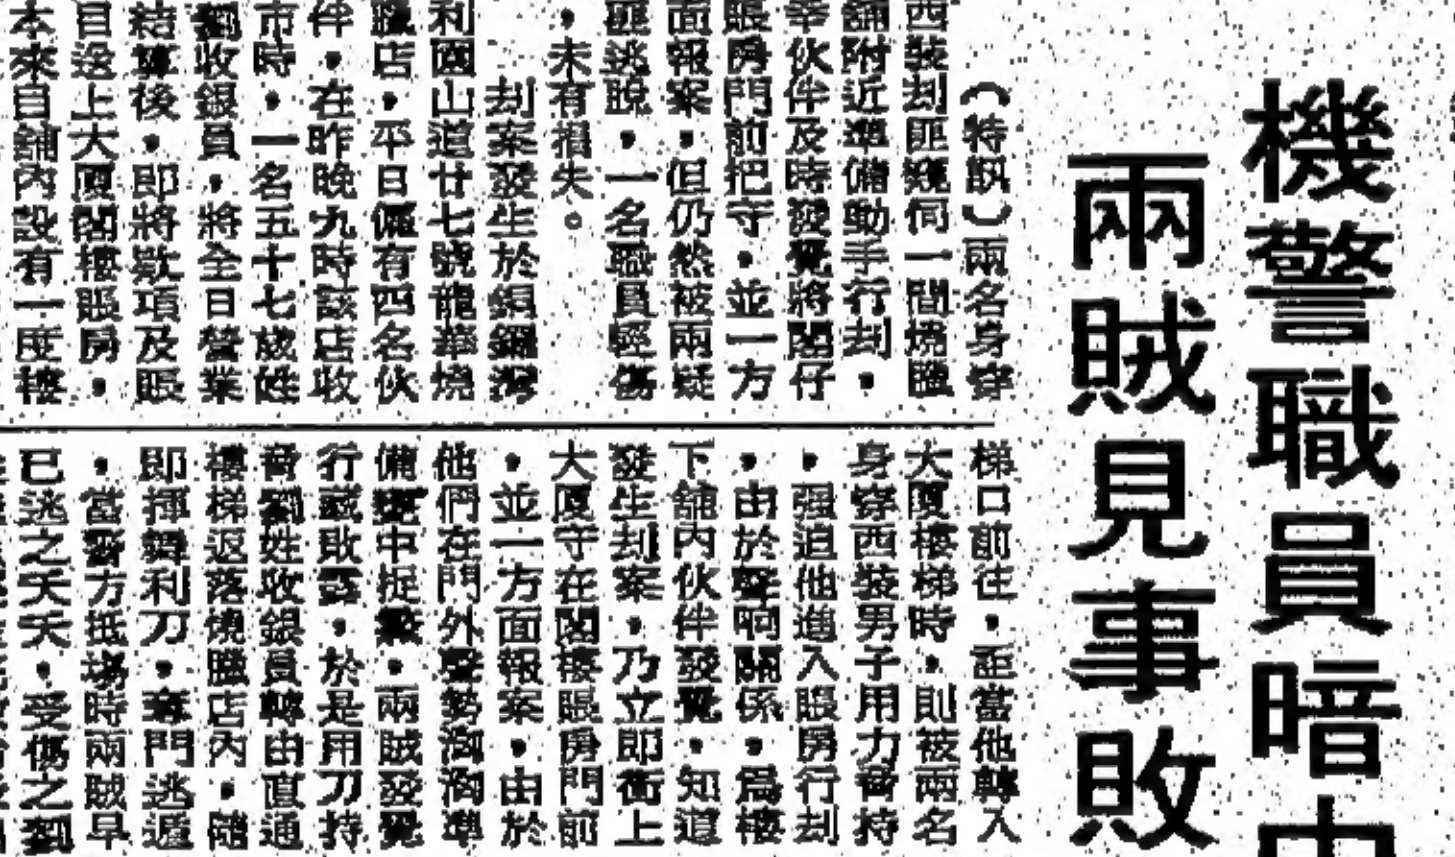 機警職員暗中
兩賊見事敗
(特訊)兩名身穿
西裝刦匪窺伺一間燒臘
舖附近準備動手行刦,
幸伙伴及時發覺將閣仔
賬房門前把守,並一方
面報案,但仍然被兩疑
匪逃脫,一名職員輕傷
,未有損失。
刦案發生於銅鑼灣
利園山道廿七號龍華燒
臘店,平日僱有四名伙
伴,在昨晚九時該店收
市時,一名五十七歲姓
劉收銀員,將全日營業
結算後,即將欵項及賬
目送上大廈閣樓賬房,
本來自舖內設有一度樓
梯口前往,正當他轉入
大廈樓梯時,則被兩名
身穿西裝男子用力脅持
,强迫他進入賬房行刦
,由於聲响關係,爲樓
下舖內伙伴發覺,知道
發生刦案,乃立即衝上
大廈守在閣樓賬房門前
,並一方面報案,由於
他們在門外聲勢洶洶準
備甕中捉鱉,兩賊發覺
行藏敗露,於是用刀持
脅劉姓收銀員轉由直通
樓梯返落燒臘店內,隨
即揮舞利刀,奪門逃遁
,當警方抵場時兩賊早
已逃之夭夭,受傷之劉